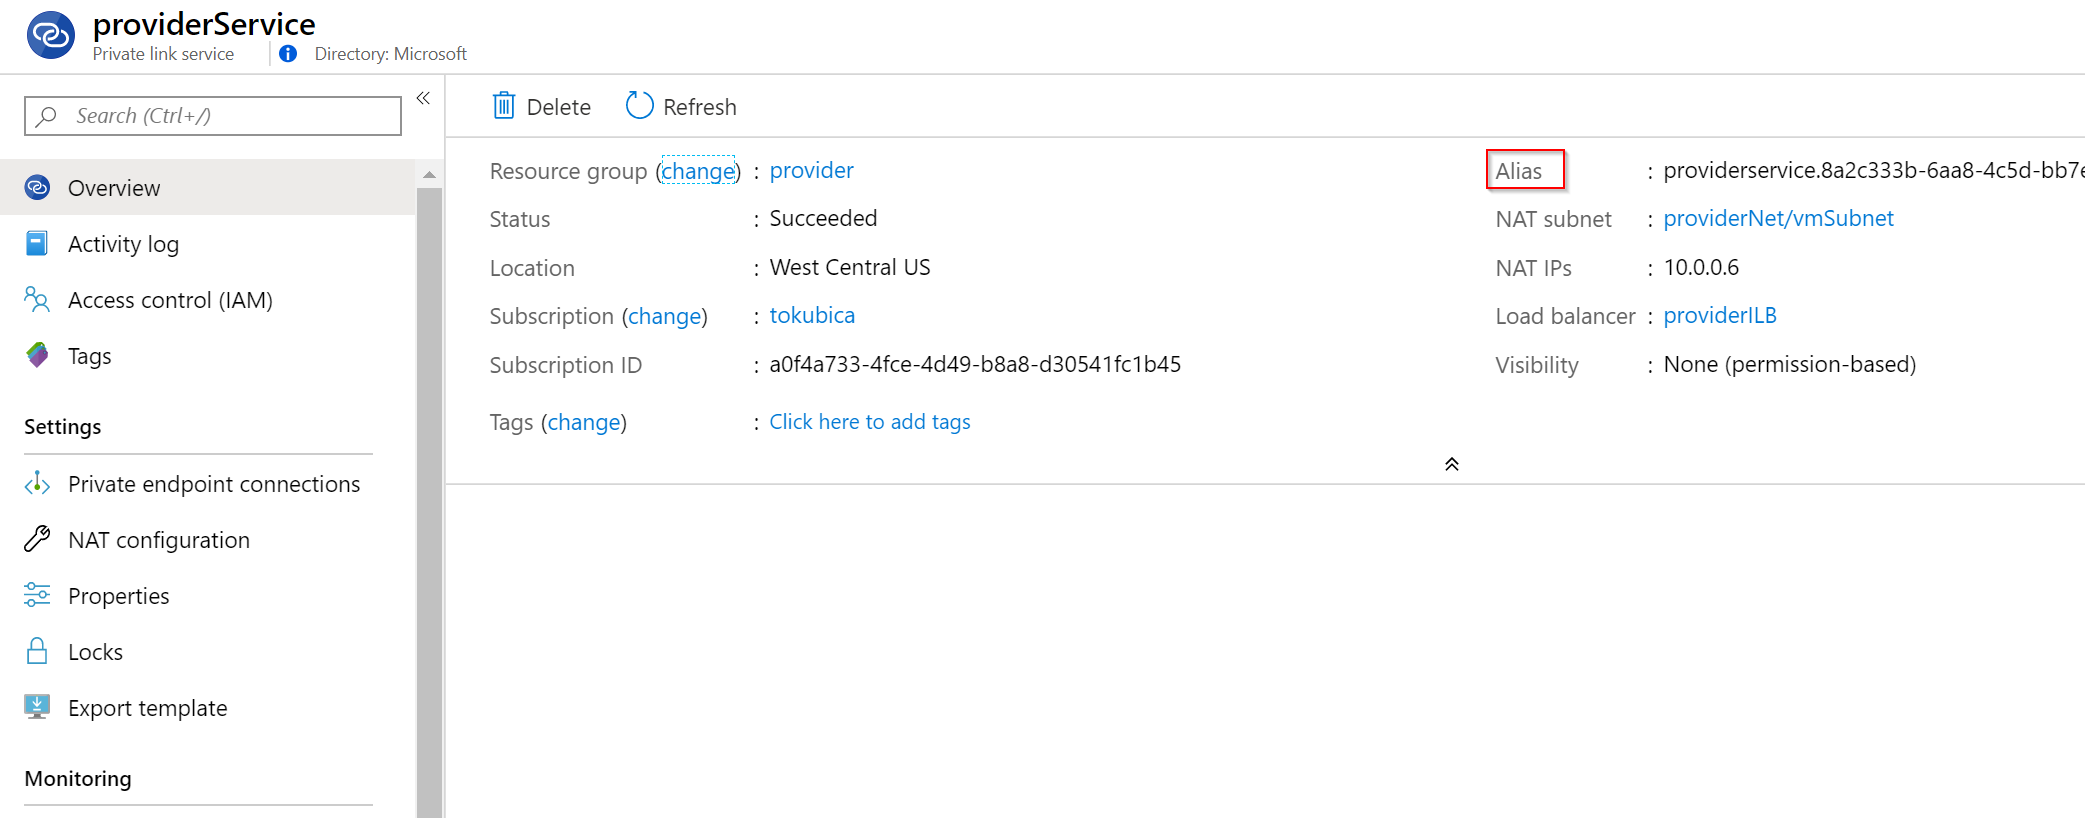 providerService
Private link service
Directory: Microsoft
Search (Ctrl+/)
Overview
Activity log
Access control (IAM)
Tags
Settings
Private endpoint connections
NAT configuration
Properties
Locks
Export template
Monitoring
Delete
Refresh
Resource group (change) : provider
Status : Succeeded
Location : West Central US
Subscription (change) : tokubica
Subscription ID : a0f4a733-4fce-4d49-b8a8-d30541fc1b45
Tags (change) : Click here to add tags
Alias : providerservice.8a2c333b-6aa8-4c5d-bb7e
NAT subnet : providerNet/vmSubnet
NAT IPs : 10.0.0.6
Load balancer : providerILB
Visibility : None (permission-based)